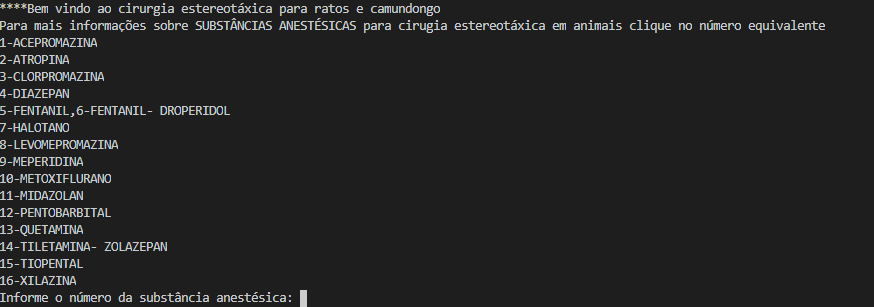 ****Bem vindo ao cirurgia estereotáxica para ratos e camundongo
Para mais informações sobre SUBSTÂNCIAS ANESTÉSICAS para cirugia estereotáxica em animais clique no número equivalente
1-ACEPROMAZINA
2-ATROPINA
3-CLORPROMAZINA
4-DIAZEPAN
5-FENTANIL,6-FENTANIL- DROPERIDOL
7-HALOTANO
8-LEVOMEPROMAZINA
9-MEPERIDINA
10-METOXIFLURANO
11-MIDAZOLAN
12-PENTOBARBITAL
13-QUETAMINA
14-TILETAMINA- ZOLAZEPAN
15-TIOPENTAL
16-XILAZINA
Informe o número da substância anestésica: